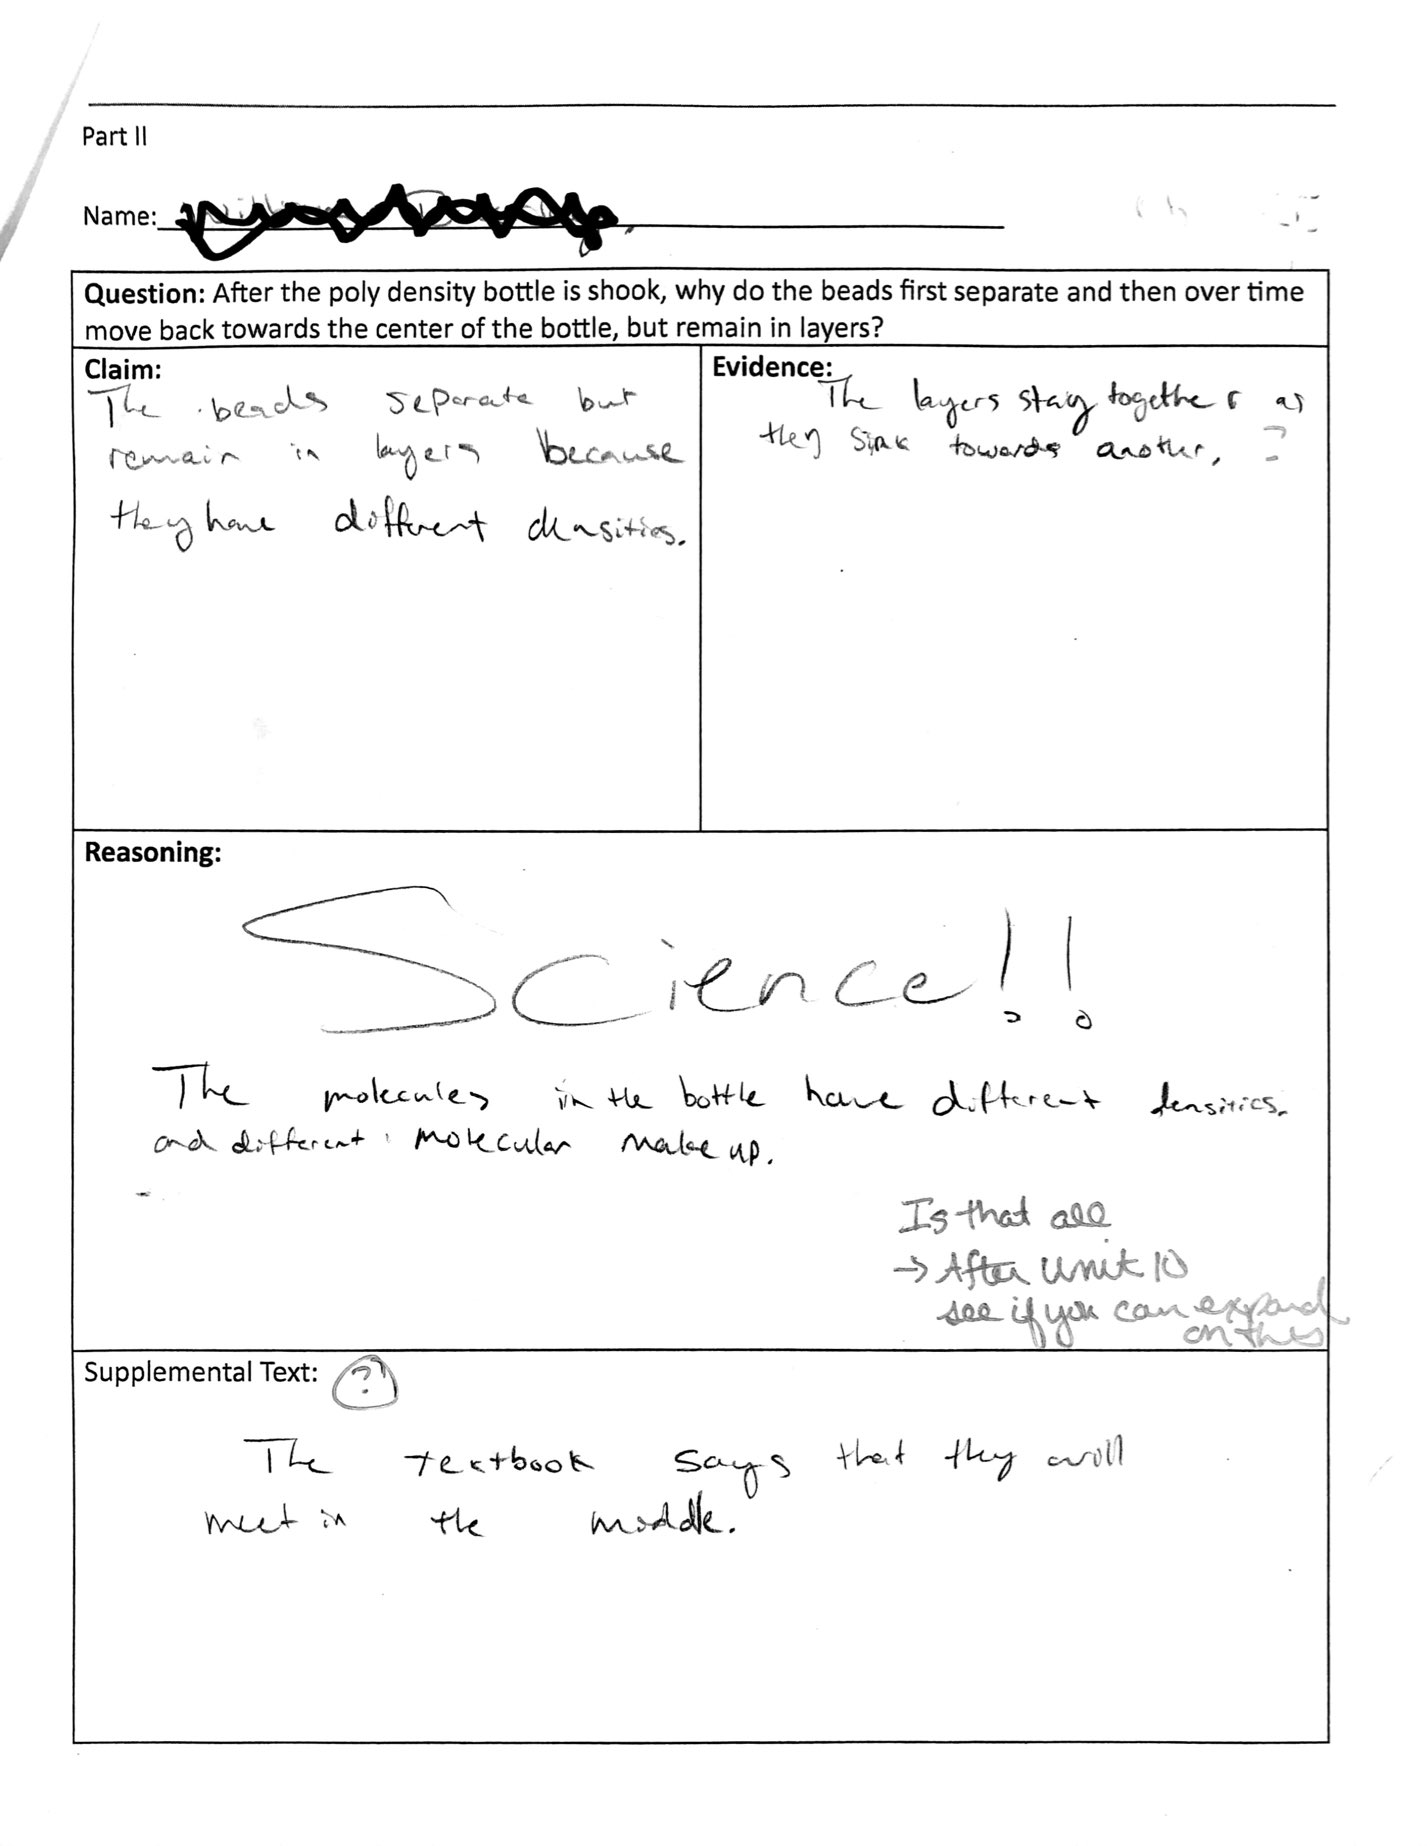 Part II
Name:
Question: After the poly density bottle is shook, why do the beads first separate and then over time
move back towards the center of the bottle, but remain in layers?
Claim:
The beads separate but
remain in layers because
they have different densities.
Evidence:
The layers stay together as
they sink towards another. ?
Reasoning:
Science!!
The molecules in the bottle have different densities.
and different molecular make up.
Is that all
→ After Unit 10
see if you can expand
on this
Supplemental Text: ?
The textbook says that they will
meet in the middle.